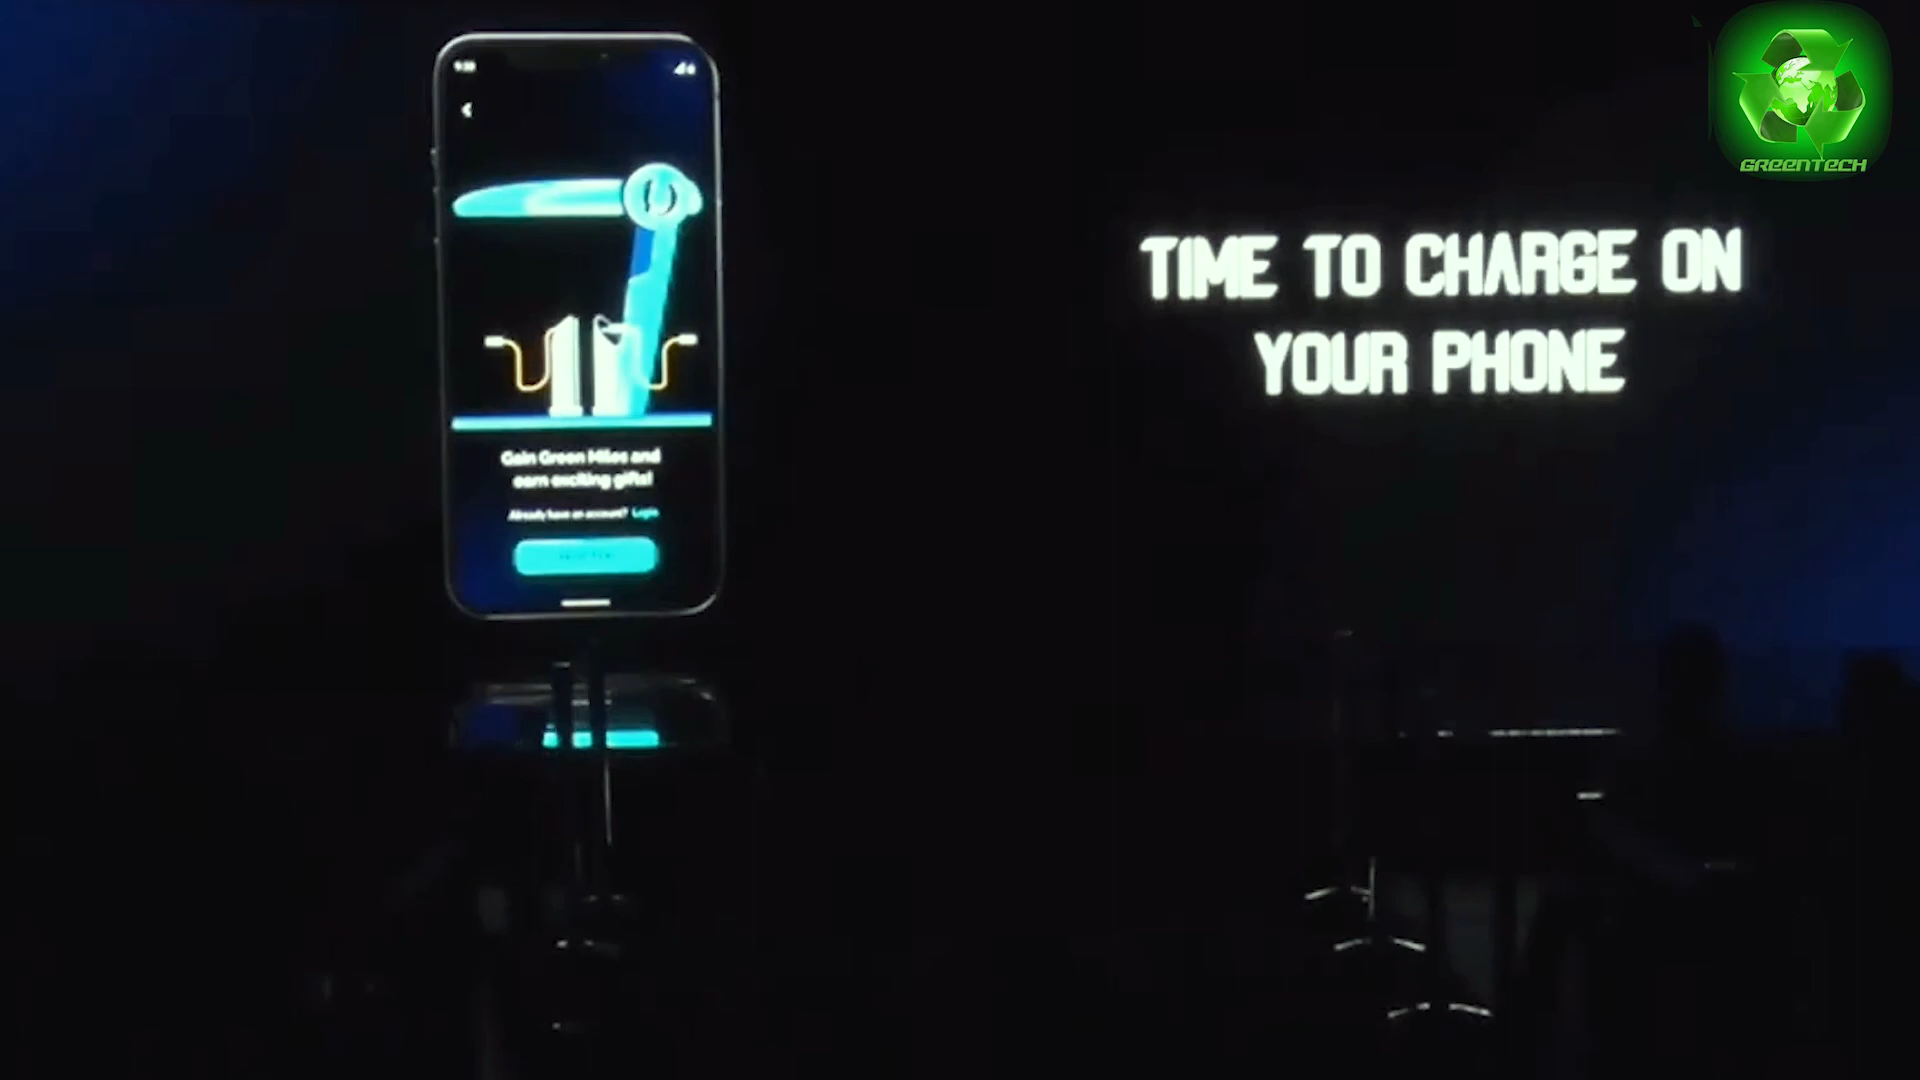 GREENTECH
TIME TO CHARGE ON
YOUR PHONE
Gain Green Miles and
earn exciting gifts!
Already have an account? Login